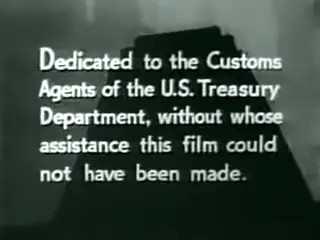 Dedicated to the Customs
Agents of the U.S. Treasury
Department, without whose
assistance this film could
not have been made.